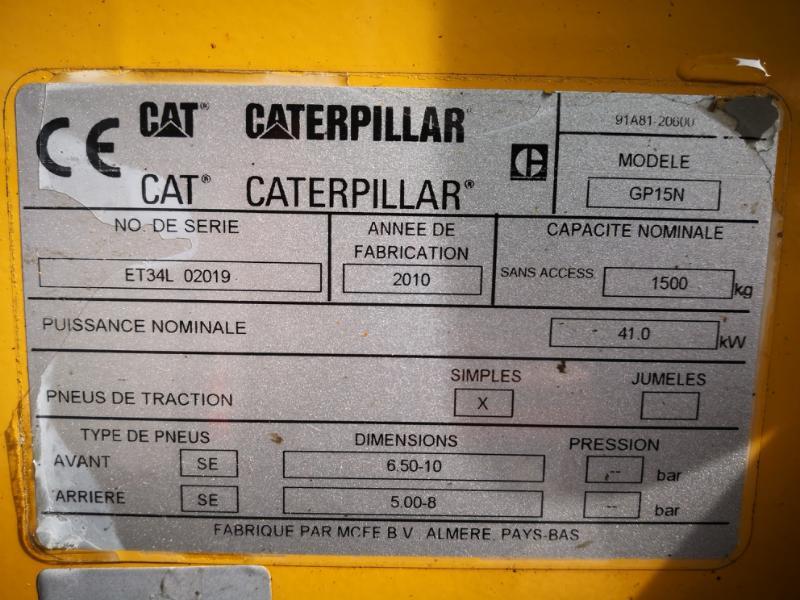 CE CAT® CATERPILLAR®
CAT® CATERPILLAR®
91A81-20600
MODELE
GP15N
NO. DE SERIE
ET34L 02019
ANNEE DE
FABRICATION
2010
CAPACITE NOMINALE
SANS ACCESS. 1500 kg
PUISSANCE NOMINALE 41.0 kW
SIMPLES JUMELES
PNEUS DE TRACTION X
TYPE DE PNEUS DIMENSIONS PRESSION
AVANT SE 6.50-10 -- bar
ARRIERE SE 5.00-8 -- bar
FABRIQUE PAR MCFE B.V. ALMERE, PAYS-BAS